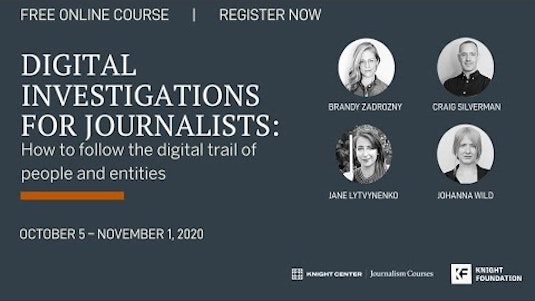 FREE ONLINE COURSE | REGISTER NOW
DIGITAL
INVESTIGATIONS
FOR JOURNALISTS:
How to follow the digital trail of
people and entities
OCTOBER 5 – NOVEMBER 1, 2020
BRANDY ZADROZNY
CRAIG SILVERMAN
JANE LYTVYNENKO
JOHANNA WILD
KNIGHT CENTER | Journalism Courses
KNIGHT
FOUNDATION